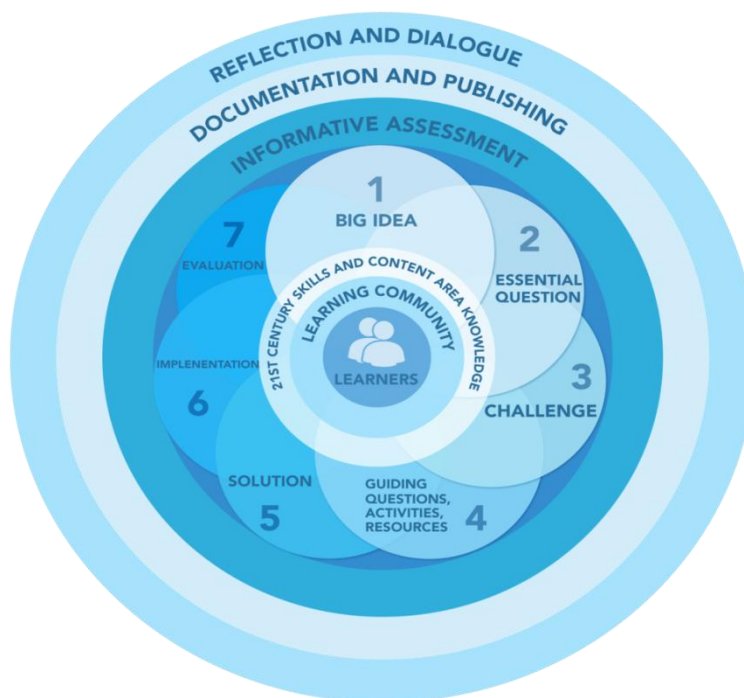 REFLECTION AND DIALOGUE
DOCUMENTATION AND PUBLISHING
INFORMATIVE ASSESSMENT
1
BIG IDEA
2
ESSENTIAL
QUESTION
3
CHALLENGE
GUIDING
QUESTIONS,
ACTIVITIES,
RESOURCES
4
SOLUTION
5
IMPLENENTATION
6
7
EVALUATION
21ST CENTURY SKILLS AND CONTENT AREA KNOWLEDGE
LEARNING COMMUNITY
LEARNERS